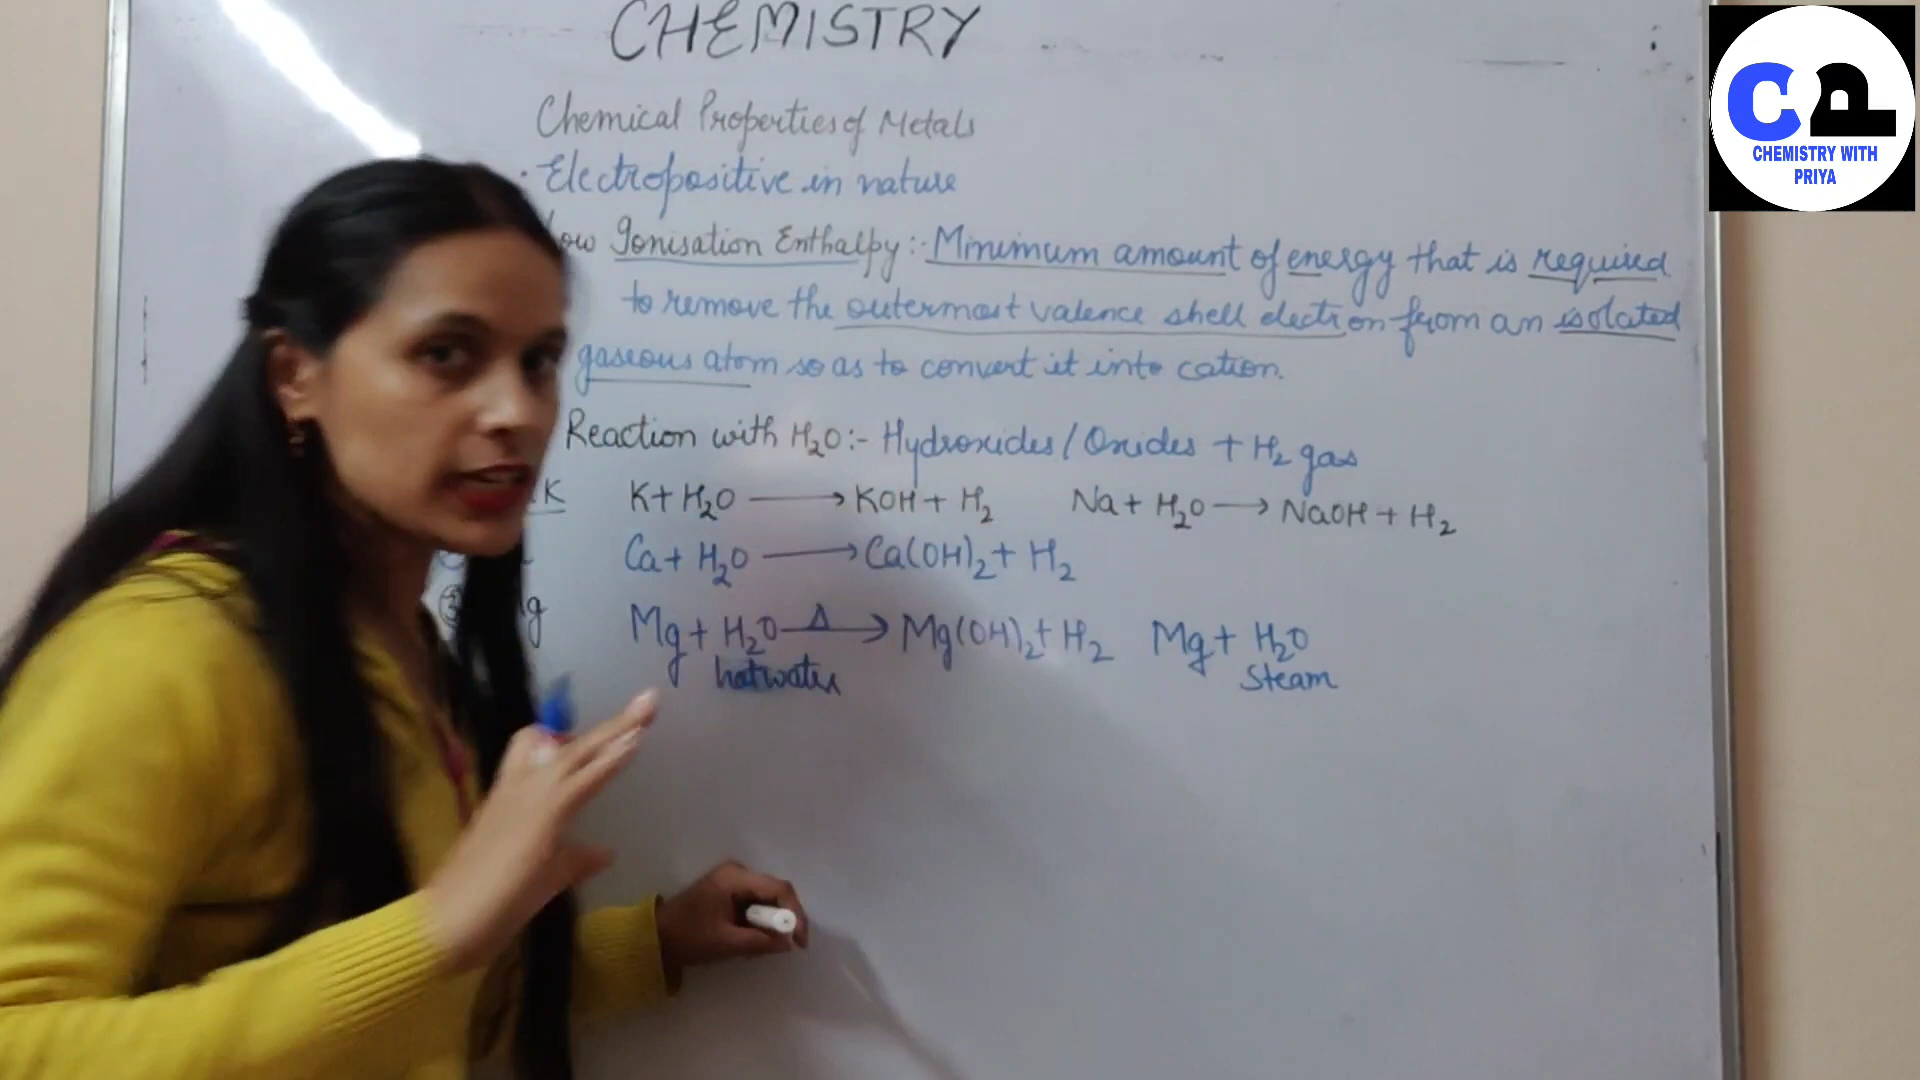 CHEMISTRY
CP
CHEMISTRY WITH
PRIYA
Chemical Properties of Metals
· Electropositive in nature
Low Ionisation Enthalpy :- Minimum amount of energy that is required
to remove the outermost valence shell electron from an isolated
gaseous atom so as to convert it into cation.
Reaction with H₂O :- Hydroxides / Oxides + H₂ gas
K K + H₂O ⟶ KOH + H₂ Na + H₂O ⟶ NaOH + H₂
Ca + H₂O ⟶ Ca(OH)₂ + H₂
③ Mg + H₂O —Δ→ Mg(OH)₂ + H₂ Mg + H₂O
hot water Steam